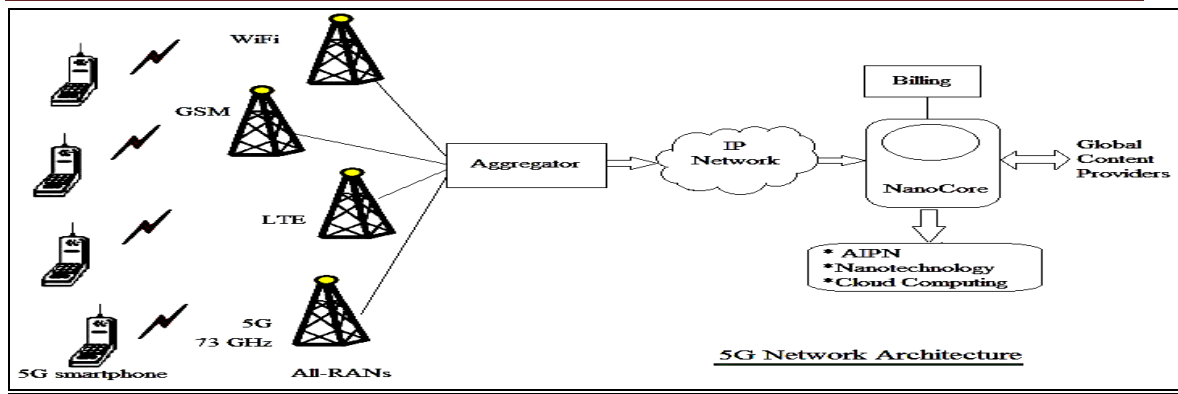 WiFi
GSM
LTE
5G
73 GHz
5G smartphone
All-RANs
Aggregator
IP
Network
Billing
NanoCore
Global
Content
Providers
* AIPN
*Nanotechnology
*Cloud Computing
5G Network Architecture